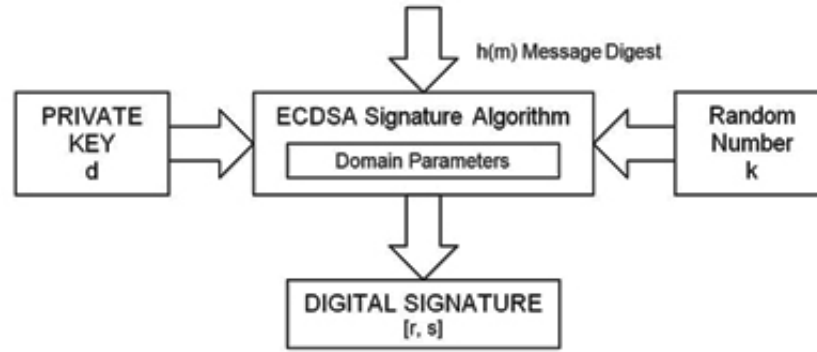 h(m) Message Digest
PRIVATE
KEY
d
ECDSA Signature Algorithm
Domain Parameters
Random
Number
k
DIGITAL SIGNATURE
[r, s]